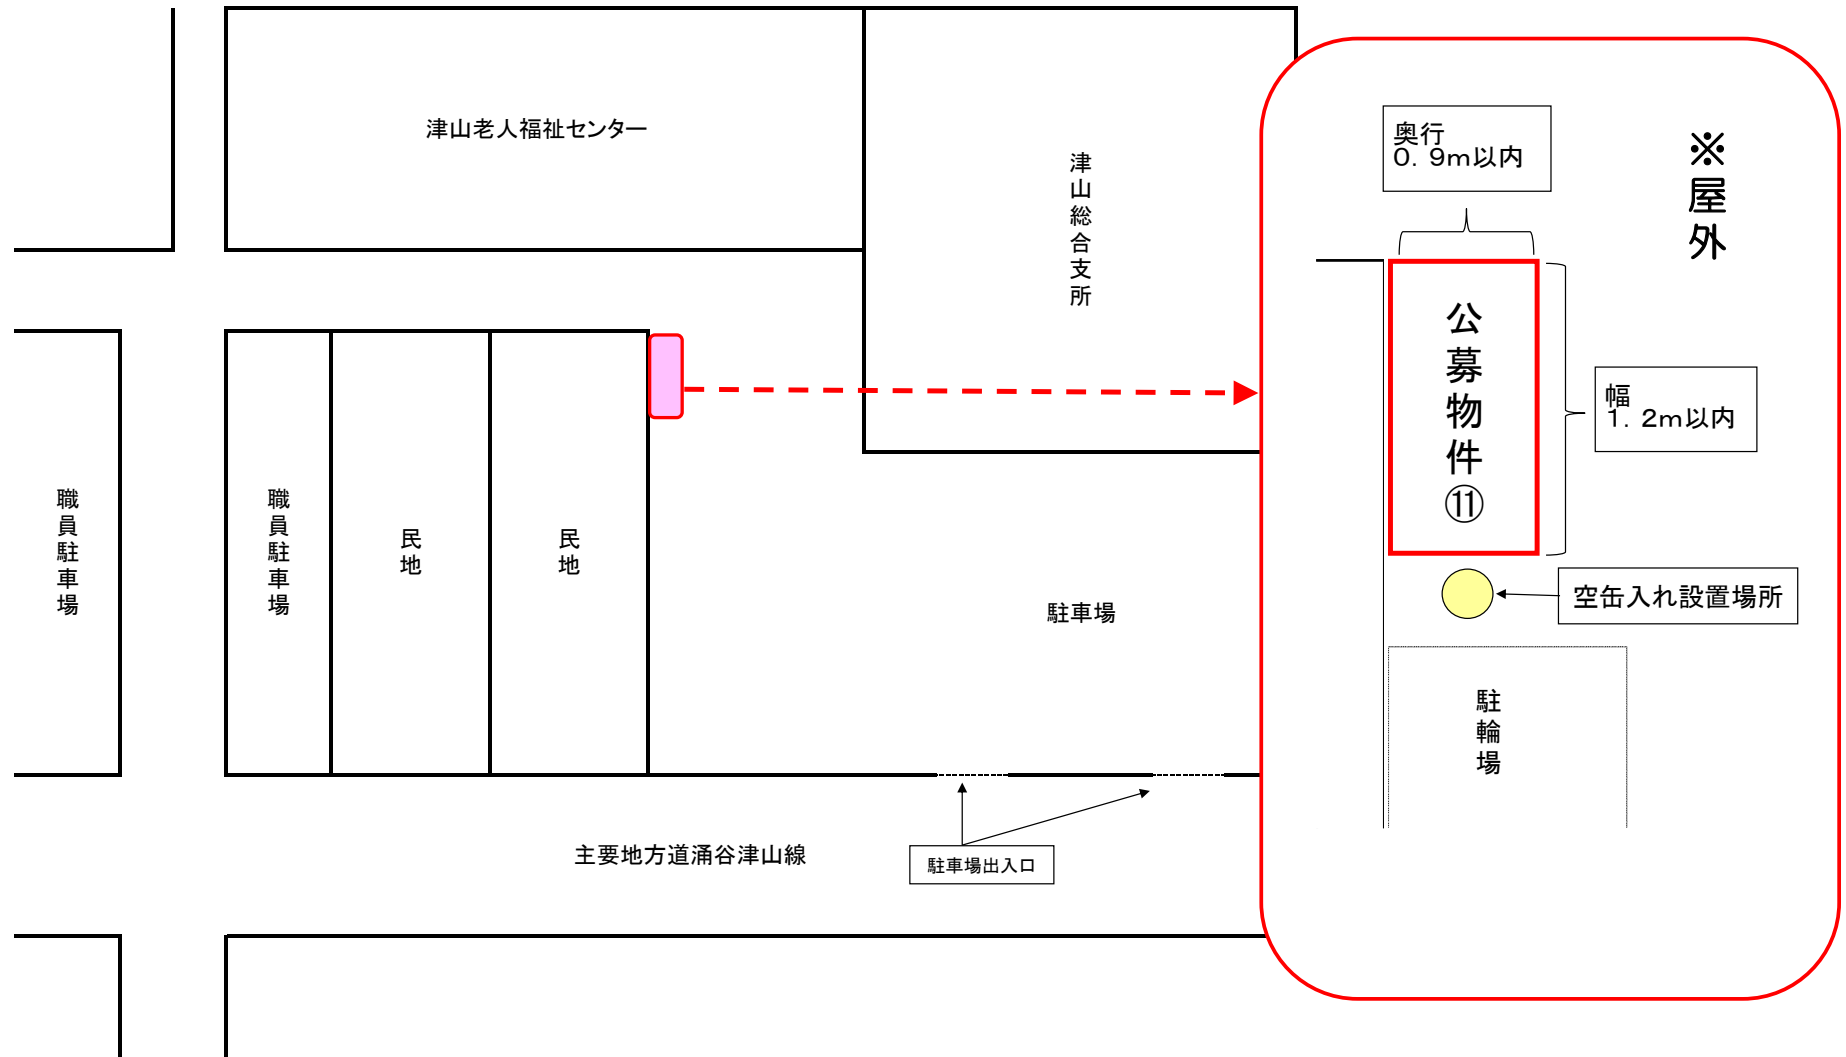 津山老人福祉センター
津山総合支所
職員駐車場
職員駐車場
民地
民地
駐車場
主要地方道涌谷津山線
駐車場出入口
※屋外
奥行
０．９ｍ以内
公募物件⑪
幅
１．２ｍ以内
空缶入れ設置場所
駐輪場